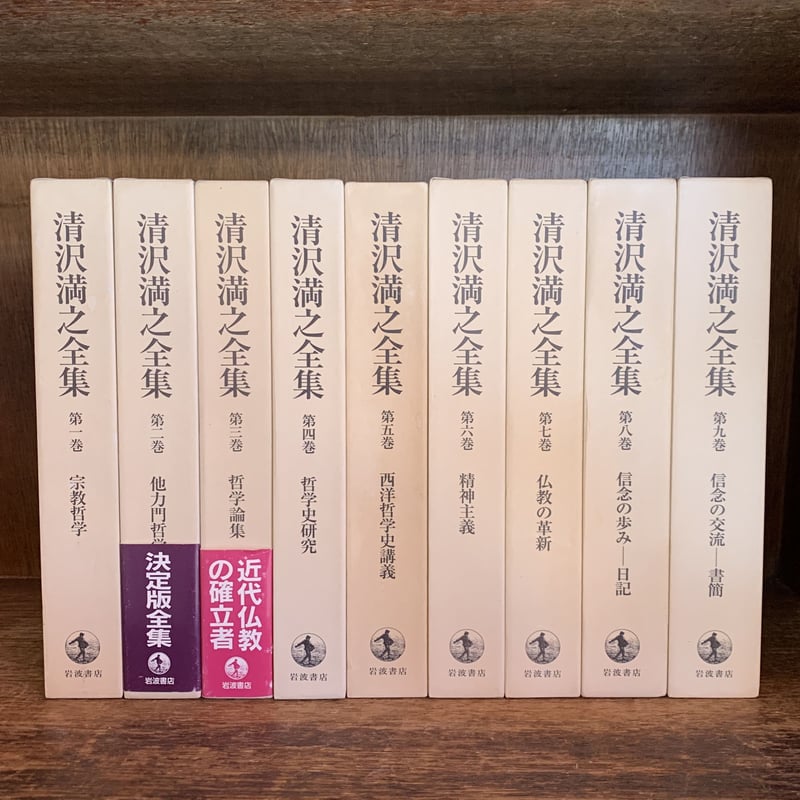 清沢満之全集
第一巻
宗教哲学
岩波書店
清沢満之全集
第二巻
他力門哲学
決定版全集
岩波書店
清沢満之全集
第三巻
哲学論集
近代仏教
の確立者
岩波書店
清沢満之全集
第四巻
哲学史研究
岩波書店
清沢満之全集
第五巻
西洋哲学史講義
岩波書店
清沢満之全集
第六巻
精神主義
岩波書店
清沢満之全集
第七巻
仏教の革新
岩波書店
清沢満之全集
第八巻
信念の歩み―日記
岩波書店
清沢満之全集
第九巻
信念の交流―書簡
岩波書店